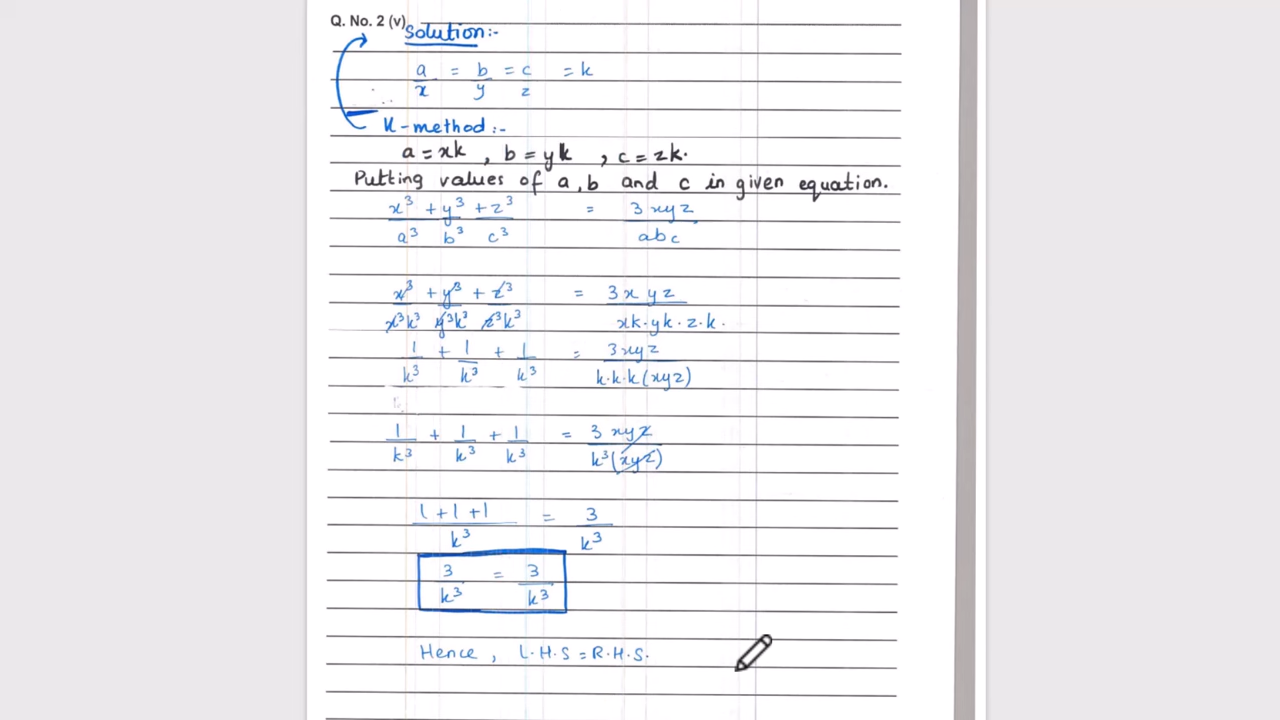 Q. No. 2 (v)
Solution:-
a/x = b/y = c/z = k
K-method:-
a = xk , b = yk , c = zk.
Putting values of a, b and c in given equation.
x³/a³ + y³/b³ + z³/c³ = 3xyz/abc
x³/x³k³ + y³/y³k³ + z³/z³k³ = 3xyz/xk.yk.z.k.
1/k³ + 1/k³ + 1/k³ = 3xyz/k.k.k(xyz)
1/k³ + 1/k³ + 1/k³ = 3xyz/k³(xyz)
1+1+1/k³ = 3/k³
3/k³ = 3/k³
Hence, L.H.S = R.H.S.